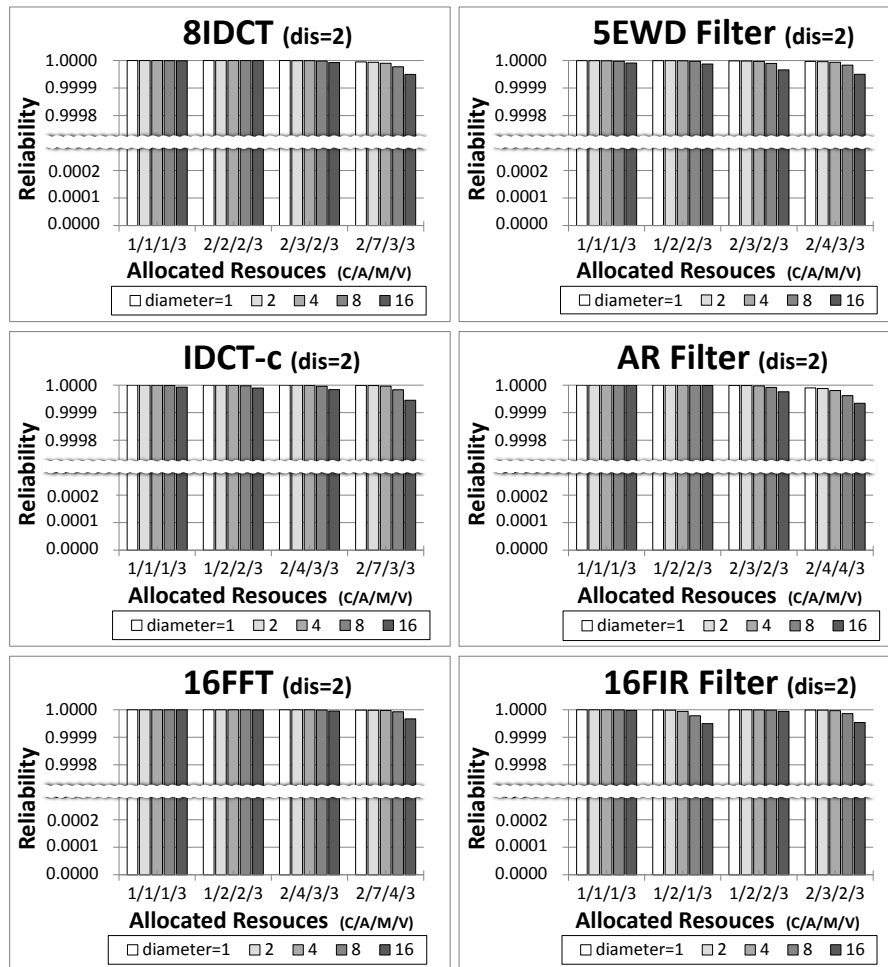 8IDCT (dis=2)
Reliability
1.0000
0.9999
0.9998
0.0002
0.0001
0.0000
1/1/1/3 2/2/2/3 2/3/2/3 2/7/3/3
Allocated Resouces (C/A/M/V)
diameter=1 2 4 8 16
5EWD Filter (dis=2)
Reliability
1.0000
0.9999
0.9998
0.0002
0.0001
0.0000
1/1/1/3 1/2/2/3 2/3/2/3 2/4/3/3
Allocated Resouces (C/A/M/V)
diameter=1 2 4 8 16
IDCT-c (dis=2)
Reliability
1.0000
0.9999
0.9998
0.0002
0.0001
0.0000
1/1/1/3 1/2/2/3 2/4/3/3 2/7/3/3
Allocated Resouces (C/A/M/V)
diameter=1 2 4 8 16
AR Filter (dis=2)
Reliability
1.0000
0.9999
0.9998
0.0002
0.0001
0.0000
1/1/1/3 1/2/2/3 2/3/2/3 2/4/4/3
Allocated Resouces (C/A/M/V)
diameter=1 2 4 8 16
16FFT (dis=2)
Reliability
1.0000
0.9999
0.9998
0.0002
0.0001
0.0000
1/1/1/3 1/2/2/3 2/4/3/3 2/7/4/3
Allocated Resouces (C/A/M/V)
diameter=1 2 4 8 16
16FIR Filter (dis=2)
Reliability
1.0000
0.9999
0.9998
0.0002
0.0001
0.0000
1/1/1/3 1/2/1/3 1/2/2/3 2/3/2/3
Allocated Resouces (C/A/M/V)
diameter=1 2 4 8 16